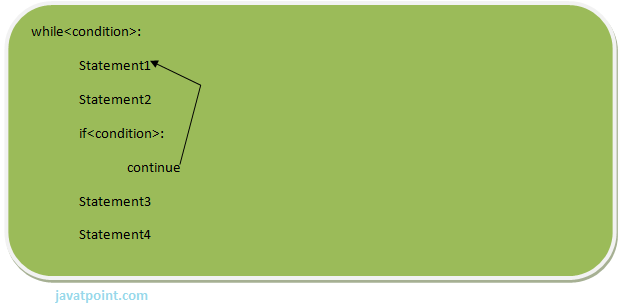 while<condition>:
Statement1
Statement2
if<condition>:
continue
Statement3
Statement4
javatpoint.com